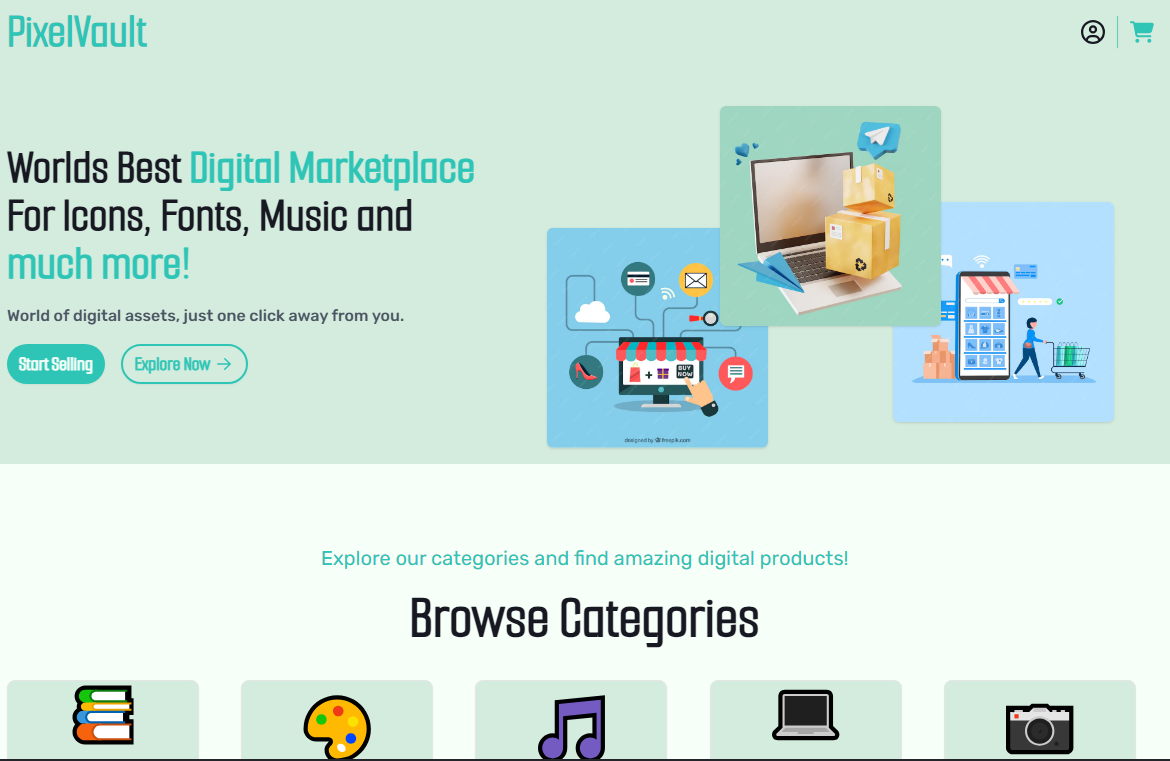 PixelVault
Worlds Best Digital Marketplace
For Icons, Fonts, Music and
much more!
World of digital assets, just one click away from you.
Start Selling
Explore Now →
BUY
NOW
designed by freepik.com
Explore our categories and find amazing digital products!
Browse Categories